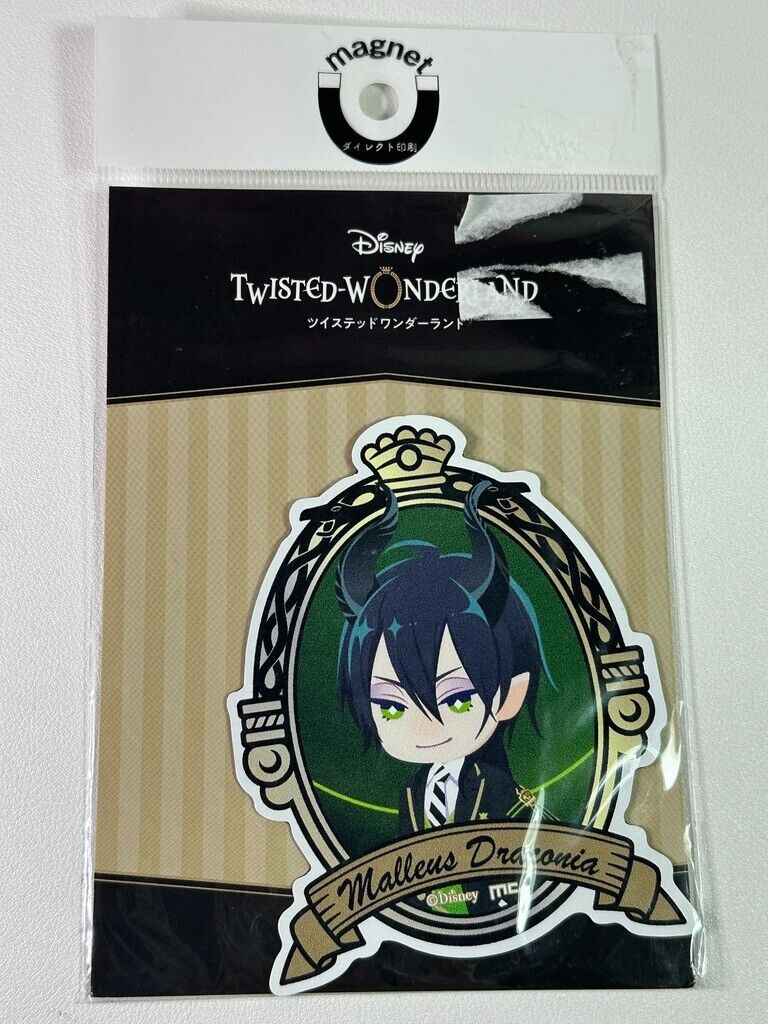 magnet
ダイレクト印刷
Disney
TWISTED-WONDERLAND
ツイステッドワンダーランド
Malleus Draconia
©Disney